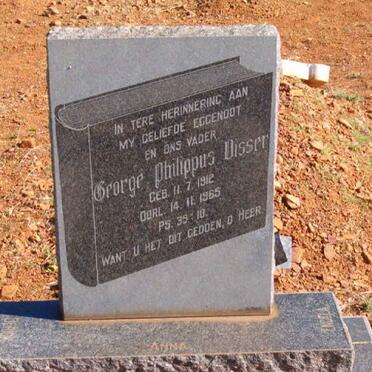 IN TERE HERINNERING AAN
MY GELIEFDE EGGENOOT
EN ONS VADER
George Philippus Visser
GEB. 11. 7. 1912
OORL. 14. 11. 1965
PS. 39: 10.
WANT U HET DIT GEDOEN, O HEER
ANNA